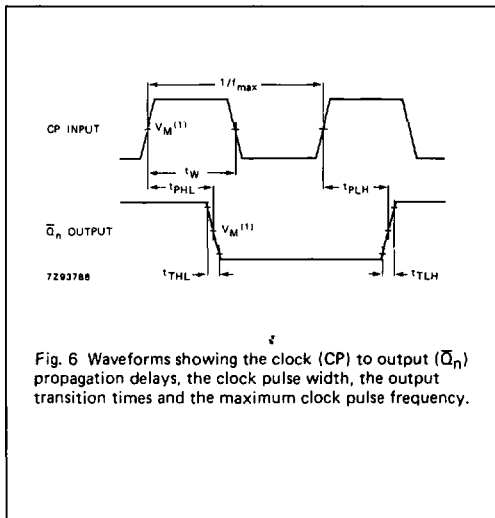 1/fmax
CP INPUT
VM(1)
tW
tPHL
tPLH
Q̅n OUTPUT
VM(1)
7Z93786
tTHL
tTLH
Fig. 6 Waveforms showing the clock (CP) to output (Q̅n)
propagation delays, the clock pulse width, the output
transition times and the maximum clock pulse frequency.